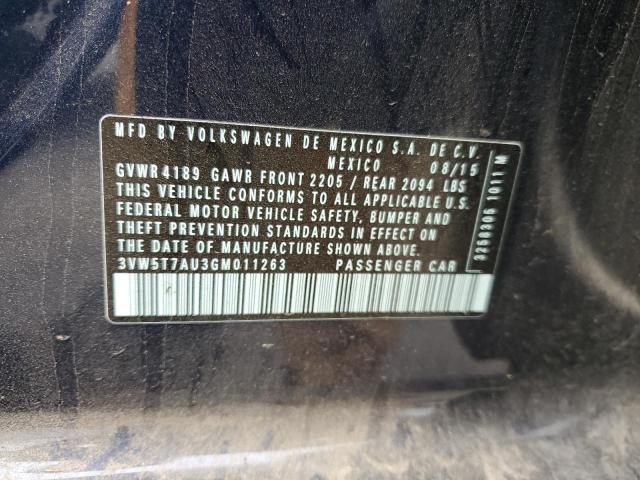 MFD BY VOLKSWAGEN DE MEXICO S.A. DE C.V.
MEXICO 08/15
GVWR 4189 GAWR FRONT 2205 / REAR 2094 LBS
THIS VEHICLE CONFORMS TO ALL APPLICABLE U.S.
FEDERAL MOTOR VEHICLE SAFETY, BUMPER AND
THEFT PREVENTION STANDARDS IN EFFECT ON
THE DATE OF MANUFACTURE SHOWN ABOVE.
3VW5T7AU3GM011263 PASSENGER CAR
3256305 1011 M